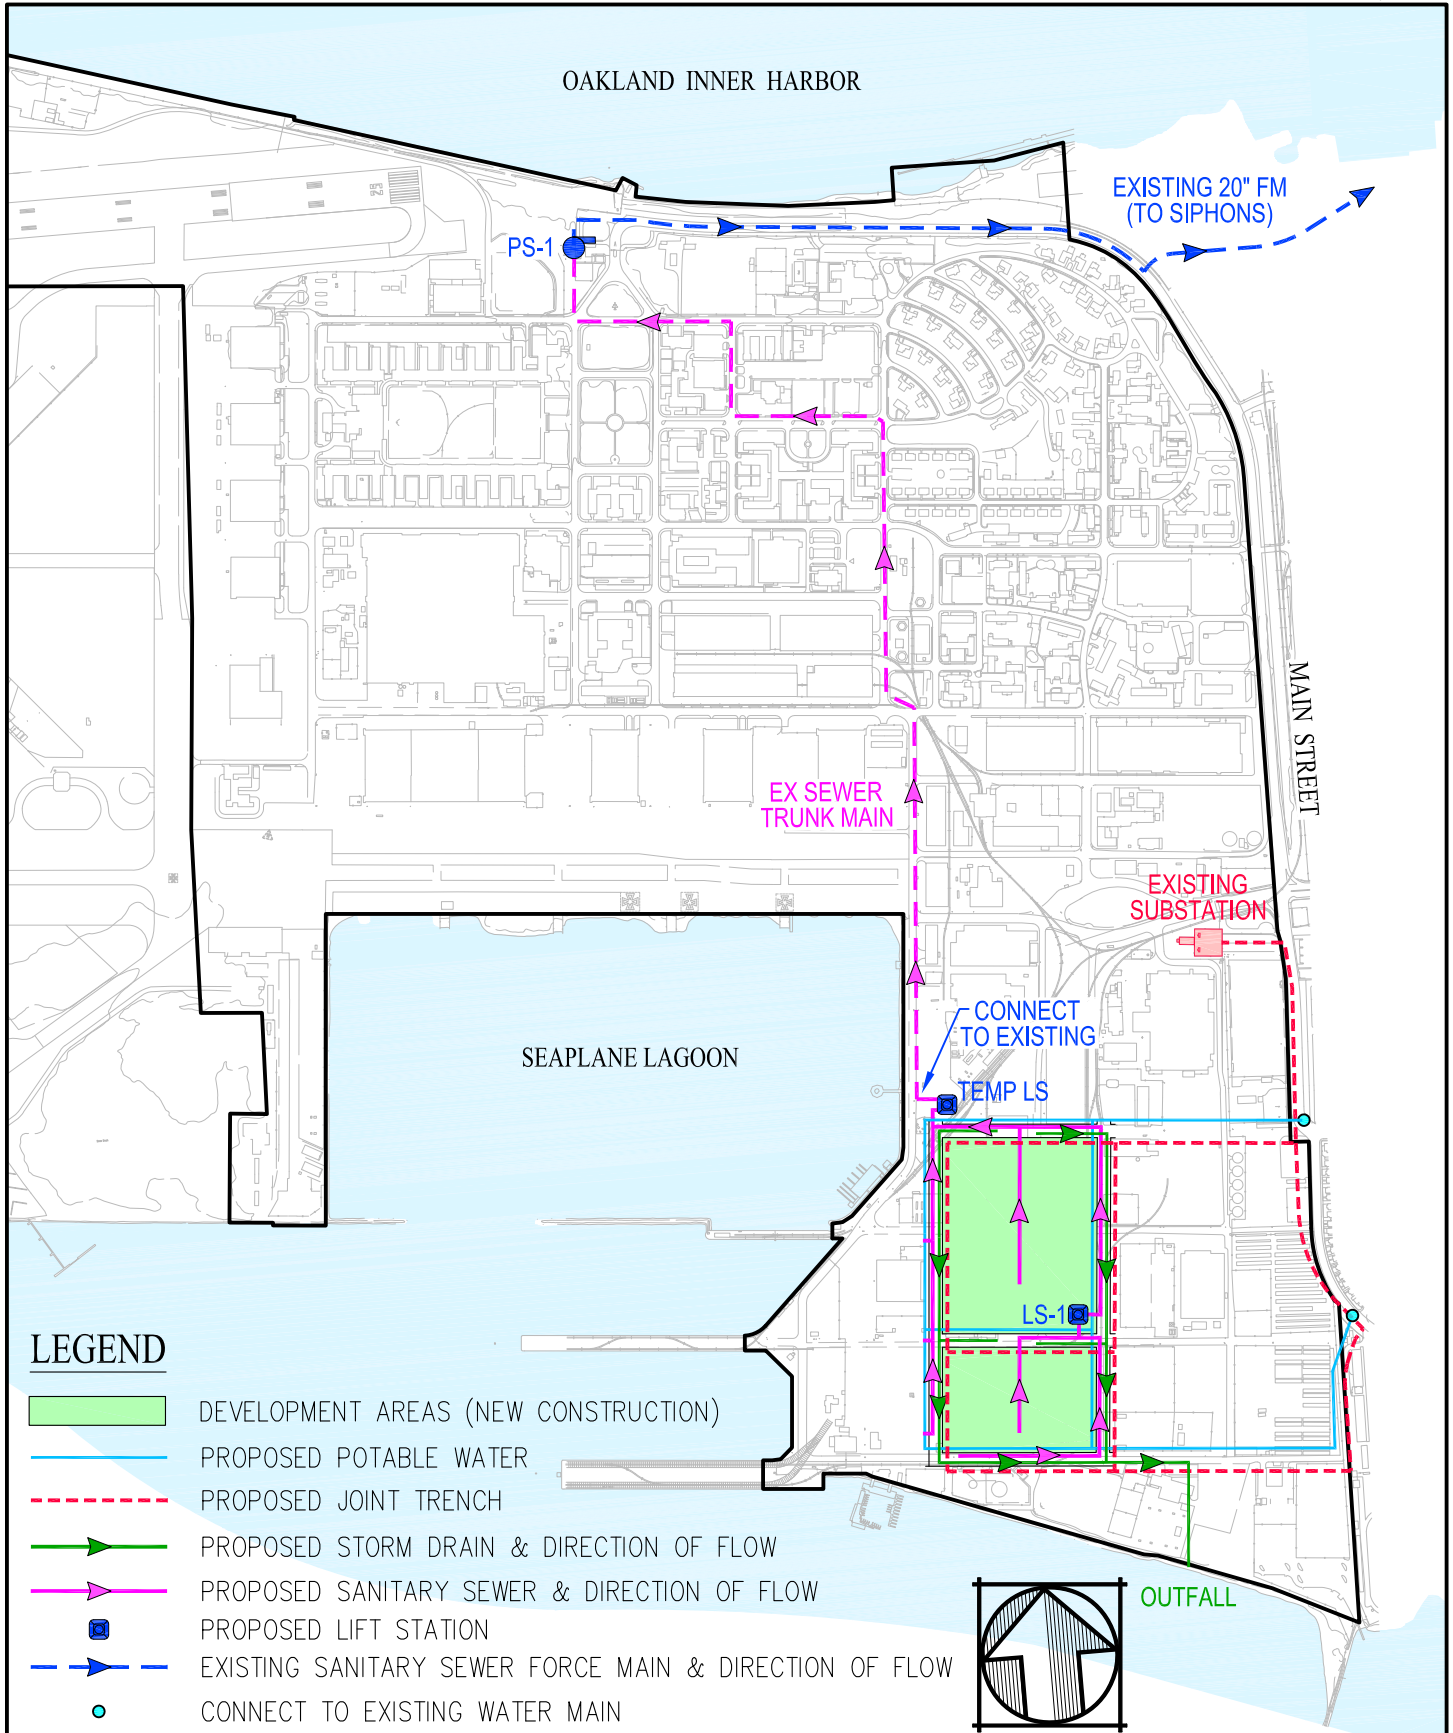 OAKLAND INNER HARBOR
EXISTING 20" FM
(TO SIPHONS)
PS-1
MAIN STREET
EX SEWER
TRUNK MAIN
EXISTING
SUBSTATION
CONNECT
TO EXISTING
SEAPLANE LAGOON
TEMP LS
LS-1
LEGEND
DEVELOPMENT AREAS (NEW CONSTRUCTION)
PROPOSED POTABLE WATER
PROPOSED JOINT TRENCH
PROPOSED STORM DRAIN & DIRECTION OF FLOW
PROPOSED SANITARY SEWER & DIRECTION OF FLOW
OUTFALL
PROPOSED LIFT STATION
EXISTING SANITARY SEWER FORCE MAIN & DIRECTION OF FLOW
CONNECT TO EXISTING WATER MAIN